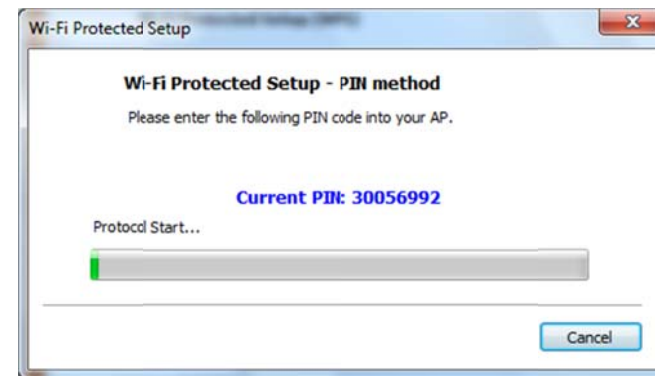 Wi-Fi Protected Setup
Wi-Fi Protected Setup - PIN method
Please enter the following PIN code into your AP.
Current PIN: 30056992
Protocol Start...
Cancel